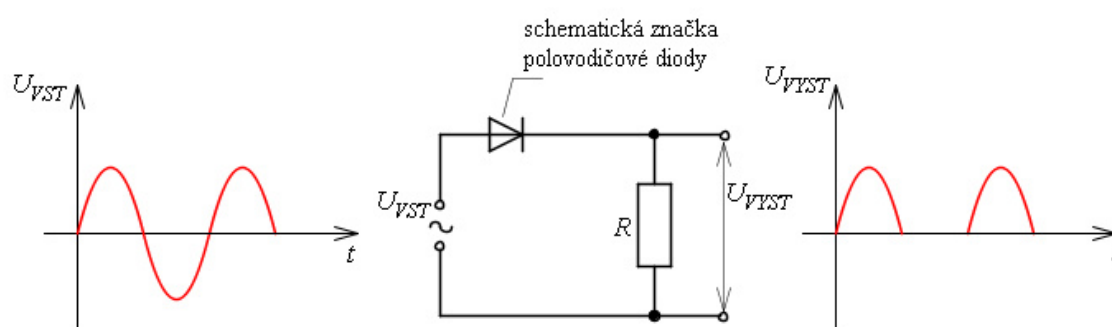 schematická značka
polovodičové diody
U_VST
U_VYST
U_VST
U_VYST
R
t